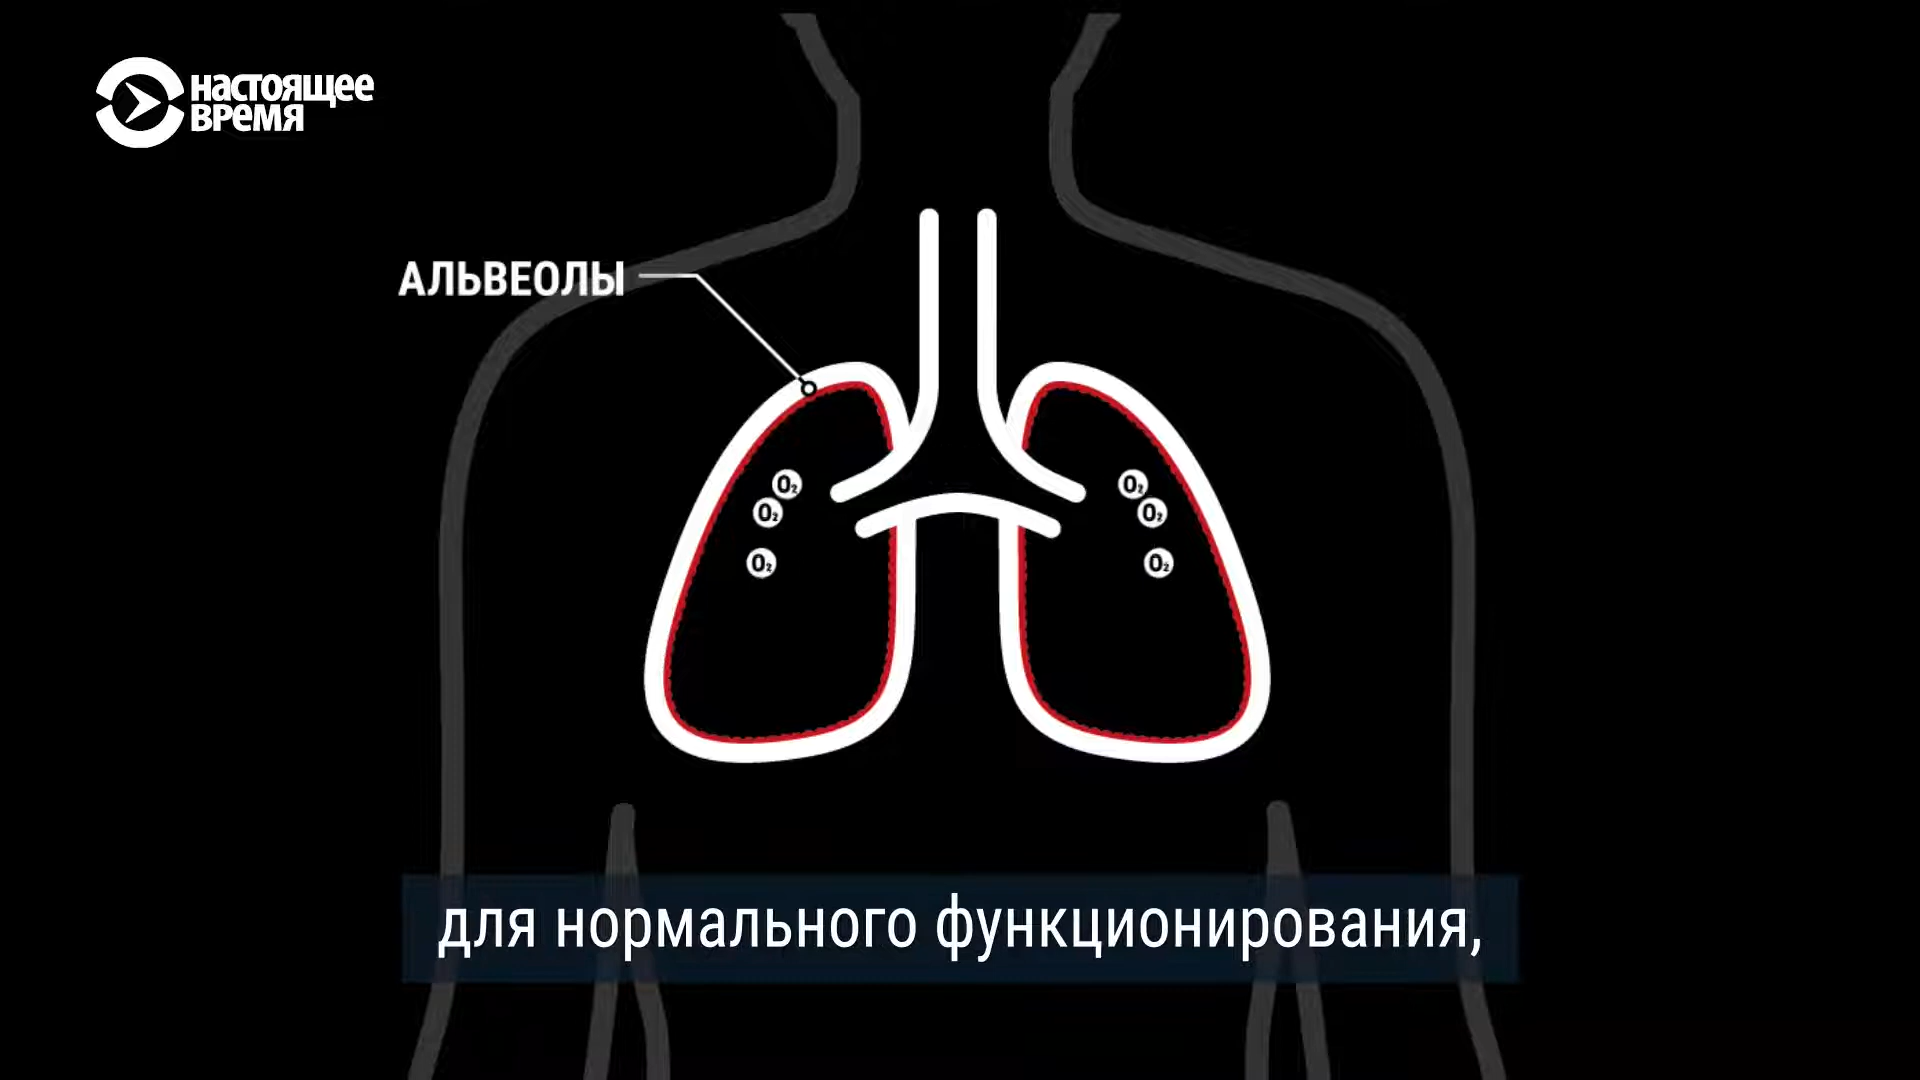 настоящее
время
АЛЬВЕОЛЫ
O₂ O₂
O₂ O₂
O₂ O₂
для нормального функционирования,